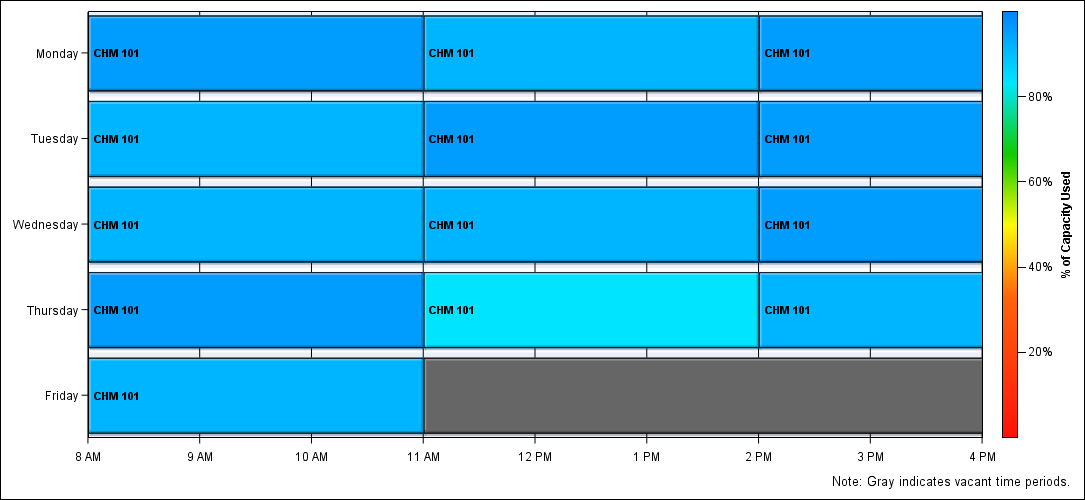 Monday
CHM 101
CHM 101
CHM 101
Tuesday
CHM 101
CHM 101
CHM 101
Wednesday
CHM 101
CHM 101
CHM 101
Thursday
CHM 101
CHM 101
CHM 101
Friday
CHM 101
8 AM
9 AM
10 AM
11 AM
12 PM
1 PM
2 PM
3 PM
4 PM
80%
60%
40%
20%
% of Capacity Used
Note: Gray indicates vacant time periods.